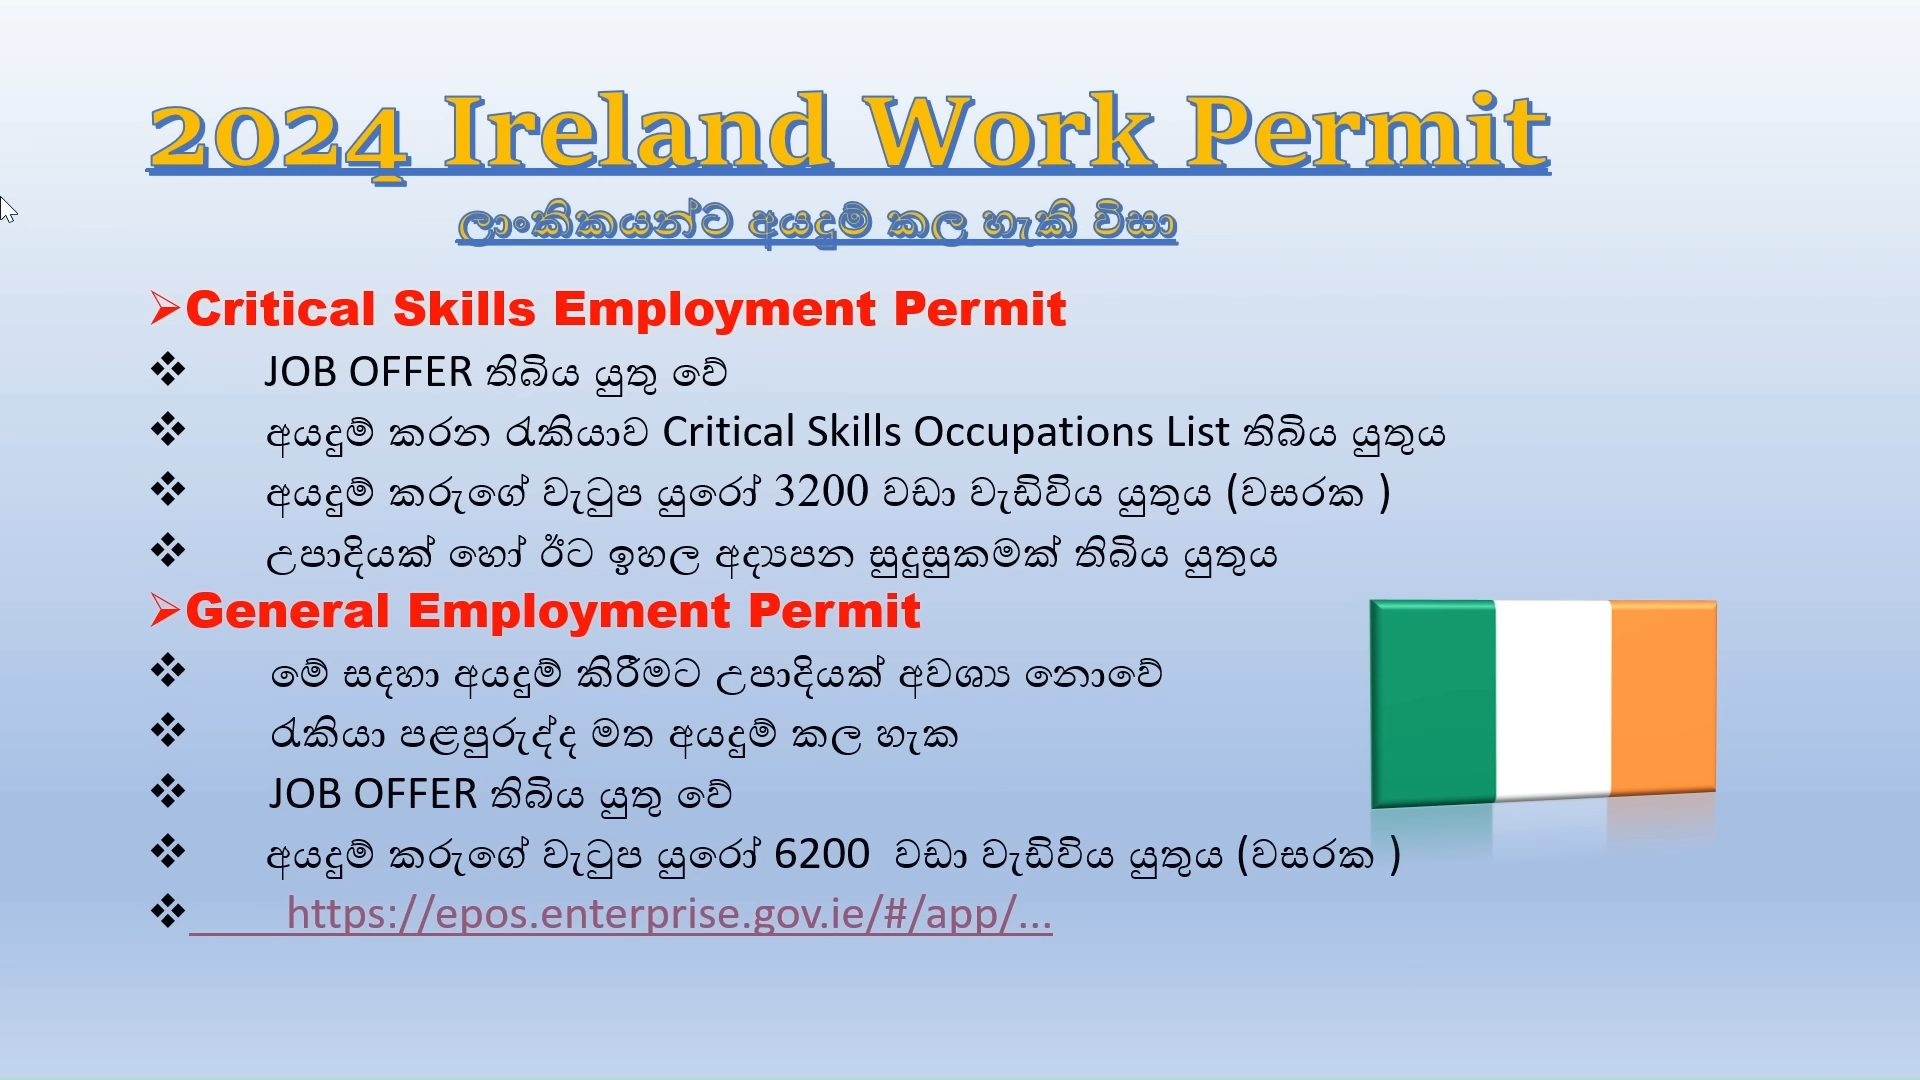 2024 Ireland Work Permit
ලාංකිකයන්ට අයදුම් කල හැකි විසා
Critical Skills Employment Permit
JOB OFFER තිබිය යුතු වේ
අයදුම් කරන රැකියාව Critical Skills Occupations List තිබිය යුතුය
අයදුම් කරුගේ වැටුප යුරෝ 3200 වඩා වැඩිවිය යුතුය (වසරක )
උපාදියක් හෝ ඊට ඉහල අද්‍යපන සුදුසුකමක් තිබිය යුතුය
General Employment Permit
මේ සදහා අයදුම් කිරීමට උපාදියක් අවශ්‍ය නොවේ
රැකියා පළපුරුද්ද මත අයදුම් කල හැක
JOB OFFER තිබිය යුතු වේ
අයදුම් කරුගේ වැටුප යුරෝ 6200 වඩා වැඩිවිය යුතුය (වසරක )
https://epos.enterprise.gov.ie/#/app/...